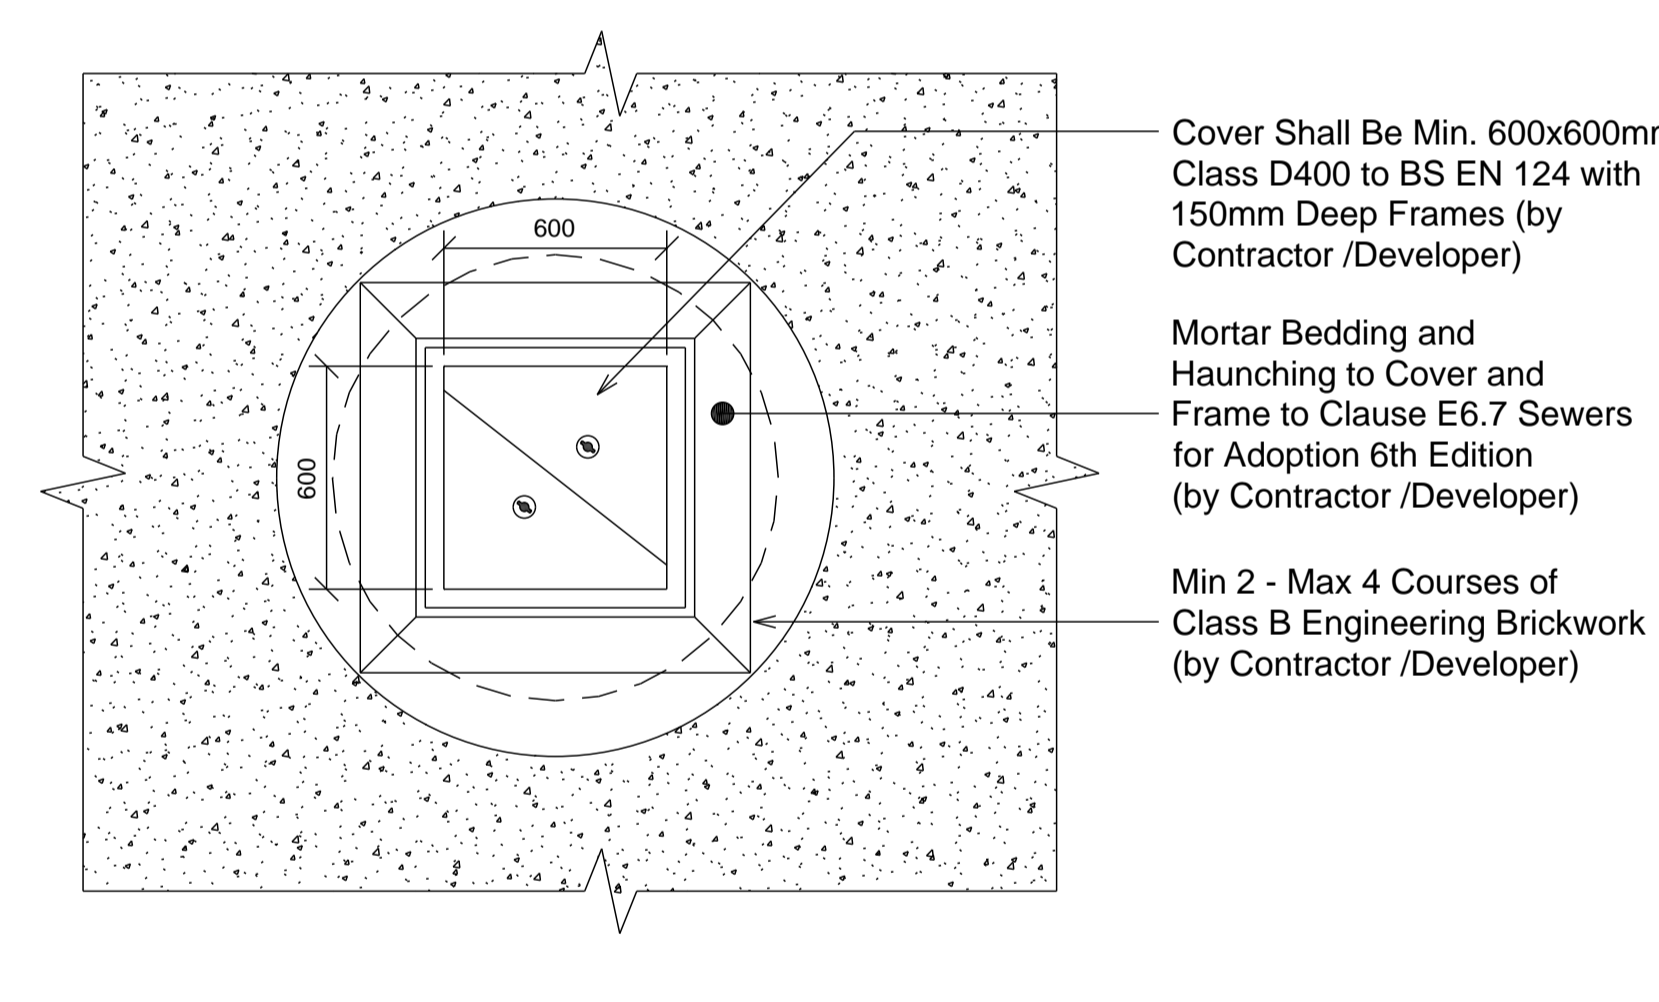 Cover Shall Be Min. 600x600m
Class D400 to BS EN 124 with
150mm Deep Frames (by
Contractor /Developer)
600
Mortar Bedding and
Haunching to Cover and
Frame to Clause E6.7 Sewers
for Adoption 6th Edition
(by Contractor /Developer)
600
Min 2 - Max 4 Courses of
Class B Engineering Brickwork
(by Contractor /Developer)